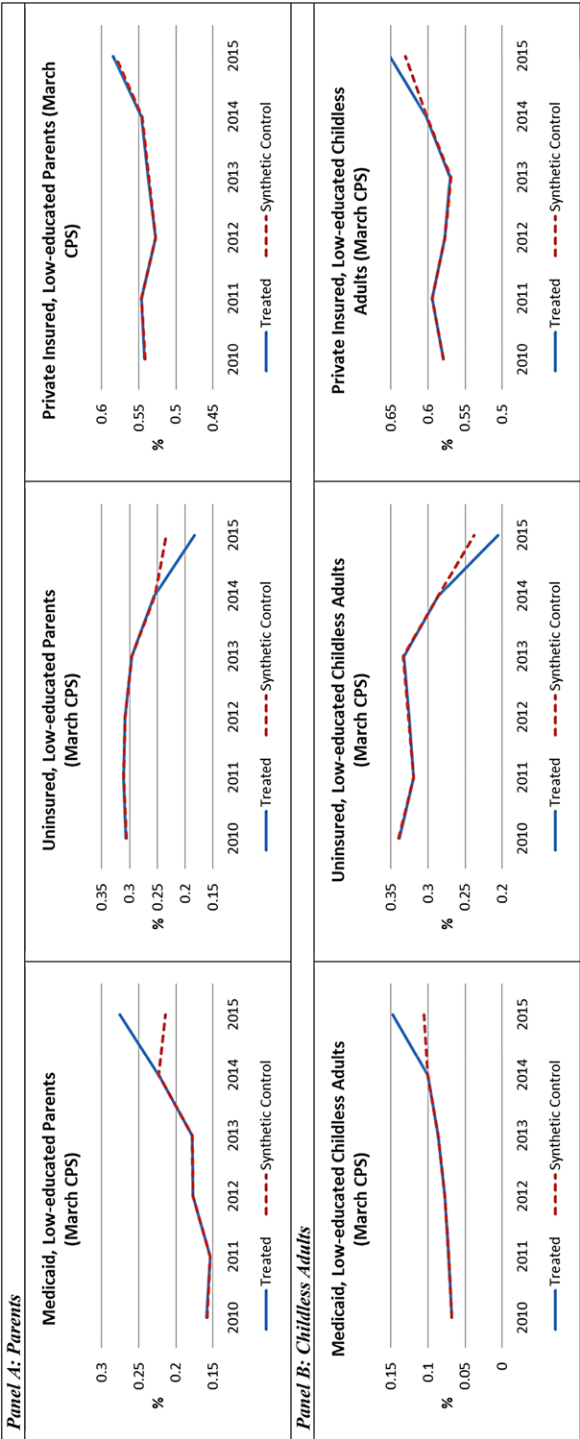 Panel A: Parents
Medicaid, Low-educated Parents
(March CPS)
0.3
0.25
0.2
0.15
%
2010 2011 2012 2013 2014 2015
Treated Synthetic Control
Uninsured, Low-educated Parents
(March CPS)
0.35
0.3
0.25
0.2
0.15
%
2010 2011 2012 2013 2014 2015
Treated Synthetic Control
Private Insured, Low-educated Parents (March
CPS)
0.6
0.55
0.5
0.45
%
2010 2011 2012 2013 2014 2015
Treated Synthetic Control
Panel B: Childless Adults
Medicaid, Low-educated Childless Adults
(March CPS)
0.15
0.1
0.05
0
%
2010 2011 2012 2013 2014 2015
Treated Synthetic Control
Uninsured, Low-educated Childless Adults
(March CPS)
0.35
0.3
0.25
0.2
%
2010 2011 2012 2013 2014 2015
Treated Synthetic Control
Private Insured, Low-educated Childless
Adults (March CPS)
0.65
0.6
0.55
0.5
%
2010 2011 2012 2013 2014 2015
Treated Synthetic Control